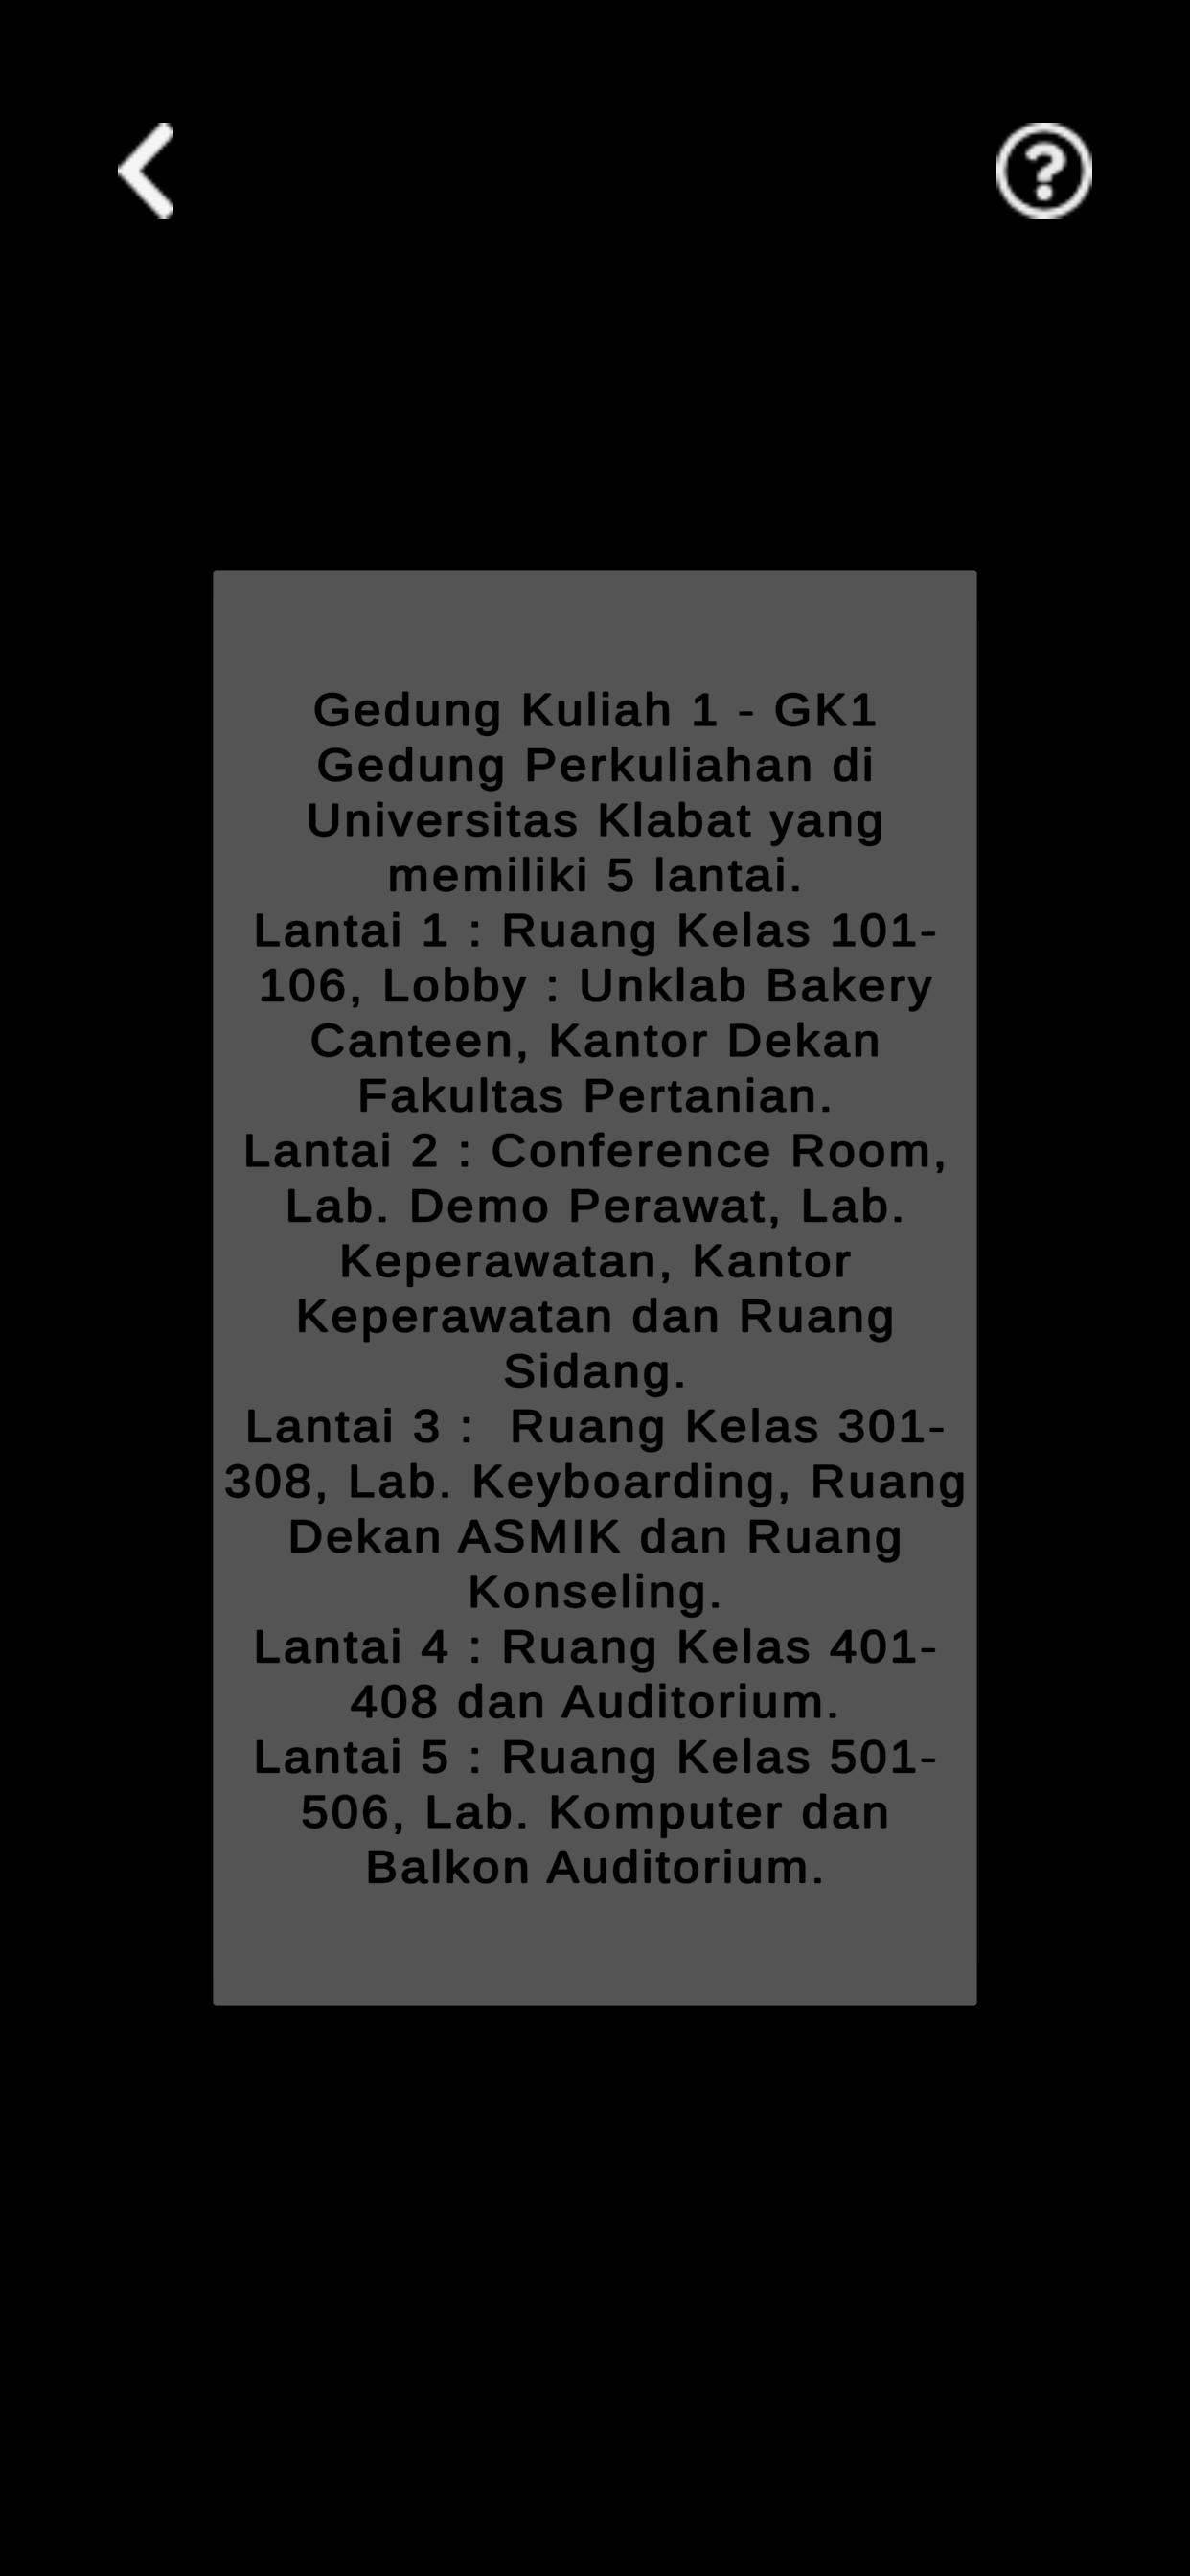 Gedung Kuliah 1 - GK1
Gedung Perkuliahan di
Universitas Klabat yang
memiliki 5 lantai.
Lantai 1 : Ruang Kelas 101-
106, Lobby : Unklab Bakery
Canteen, Kantor Dekan
Fakultas Pertanian.
Lantai 2 : Conference Room,
Lab. Demo Perawat, Lab.
Keperawatan, Kantor
Keperawatan dan Ruang
Sidang.
Lantai 3 :  Ruang Kelas 301-
308, Lab. Keyboarding, Ruang
Dekan ASMIK dan Ruang
Konseling.
Lantai 4 : Ruang Kelas 401-
408 dan Auditorium.
Lantai 5 : Ruang Kelas 501-
506, Lab. Komputer dan
Balkon Auditorium.